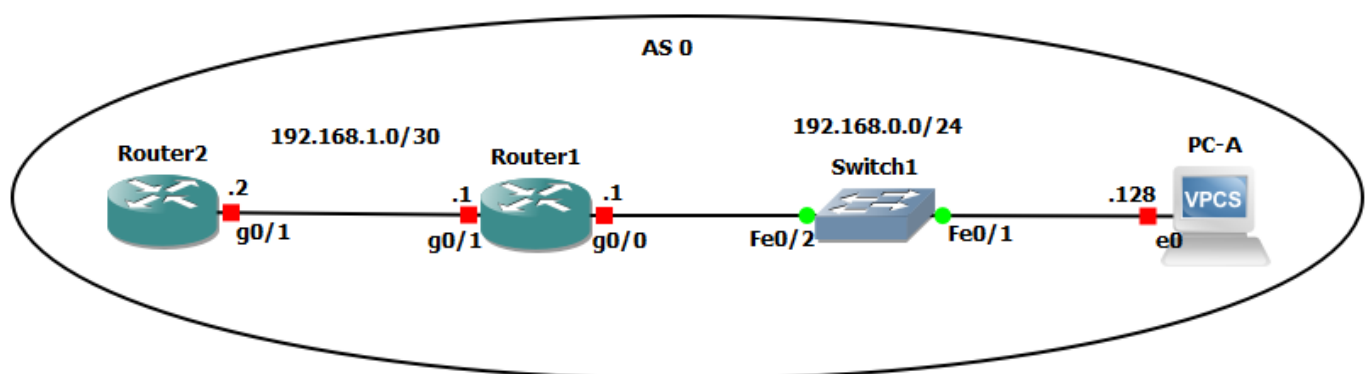 AS 0
192.168.1.0/30
192.168.0.0/24
Router2
Router1
Switch1
PC-A
.2
.1
.1
.128
VPCS
g0/1
g0/1
g0/0
Fe0/2
Fe0/1
e0